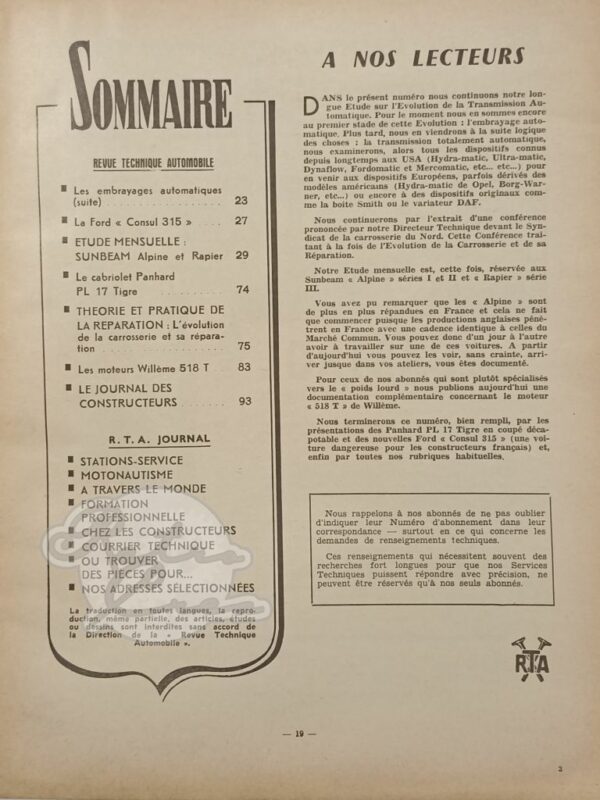 SOMMAIRE
REVUE TECHNIQUE AUTOMOBILE
Les embrayages automatiques
(suite) . . . . . . . . . . 23
La Ford « Consul 315 » . . . . 27
ETUDE MENSUELLE :
SUNBEAM Alpine et Rapier 29
Le cabriolet Panhard
PL 17 Tigre . . . . . . . . 74
THEORIE ET PRATIQUE DE
LA REPARATION : L'évolution
de la carrosserie et sa répara-
tion . . . . . . . . . . 75
Les moteurs Willème 518 T . . 83
LE JOURNAL DES
CONSTRUCTEURS . . . . . . 93
R. T. A. JOURNAL
STATIONS-SERVICE
MOTONAUTISME
A TRAVERS LE MONDE
FORMATION
PROFESSIONNELLE
CHEZ LES CONSTRUCTEURS
COURRIER TECHNIQUE
OU TROUVER
DES PIECES POUR...
NOS ADRESSES SÉLECTIONNÉES
La traduction en toutes langues, la repro-
duction, même partielle, des articles, études
ou dessins sont interdites sans accord de
la Direction de la « Revue Technique
Automobile ».
A NOS LECTEURS
DANS le présent numéro nous continuons notre lon-
gue Etude sur l'Evolution de la Transmission Au-
tomatique. Pour le moment nous en sommes encore
au premier stade de cette Evolution : l'embrayage auto-
matique. Plus tard, nous en viendrons à la suite logique
des choses : la transmission totalement automatique,
nous examinerons, alors tous les dispositifs connus
depuis longtemps aux USA (Hydra-matic, Ultra-matic,
Dynaflow, Fordomatic et Mercomatic, etc... etc...) pour
en venir aux dispositifs Européens, parfois dérivés des
modèles américains (Hydra-matic de Opel, Borg-War-
ner, etc...) ou encore à des dispositifs originaux com-
me la boite Smith ou le variateur DAF.
Nous continuerons par l'extrait d'une conférence
prononcée par notre Directeur Technique devant le Syn-
dicat de la carrosserie du Nord. Cette Conférence trai-
tant à la fois de l'Evolution de la Carrosserie et de sa
Réparation.
Notre Etude mensuelle est, cette fois, réservée aux
Sunbeam « Alpine » séries I et II et « Rapier » série
III.
Vous avez pu remarquer que les « Alpine » sont
de plus en plus répandues en France et cela ne fait
que commencer puisque les productions anglaises pénè-
trent en France avec une cadence identique à celles du
Marché Commun. Vous pouvez donc d'un jour à l'autre
avoir à travailler sur une de ces voitures. A partir
d'aujourd'hui vous pouvez les voir, sans crainte, arri-
ver jusque dans vos ateliers, vous êtes documenté.
Pour ceux de nos abonnés qui sont plutôt spécialisés
vers le « poids lourd » nous publions aujourd'hui une
documentation complémentaire concernant le moteur
« 518 T » de Willème.
Nous terminerons ce numéro, bien rempli, par les
présentations des Panhard PL 17 Tigre en coupé déca-
potable et des nouvelles Ford « Consul 315 » (une voi-
ture dangereuse pour les constructeurs français) et,
enfin par toutes nos rubriques habituelles.
Nous rappelons à nos abonnés de ne pas oublier
d'indiquer leur Numéro d'abonnement dans leur
correspondance — surtout en ce qui concerne les
demandes de renseignements techniques.
Ces renseignements qui nécessitent souvent des
recherches fort longues pour que nos Services
Techniques puissent répondre avec précision, ne
peuvent être réservés qu'à nos seuls abonnés.
RTA
— 19 —
3